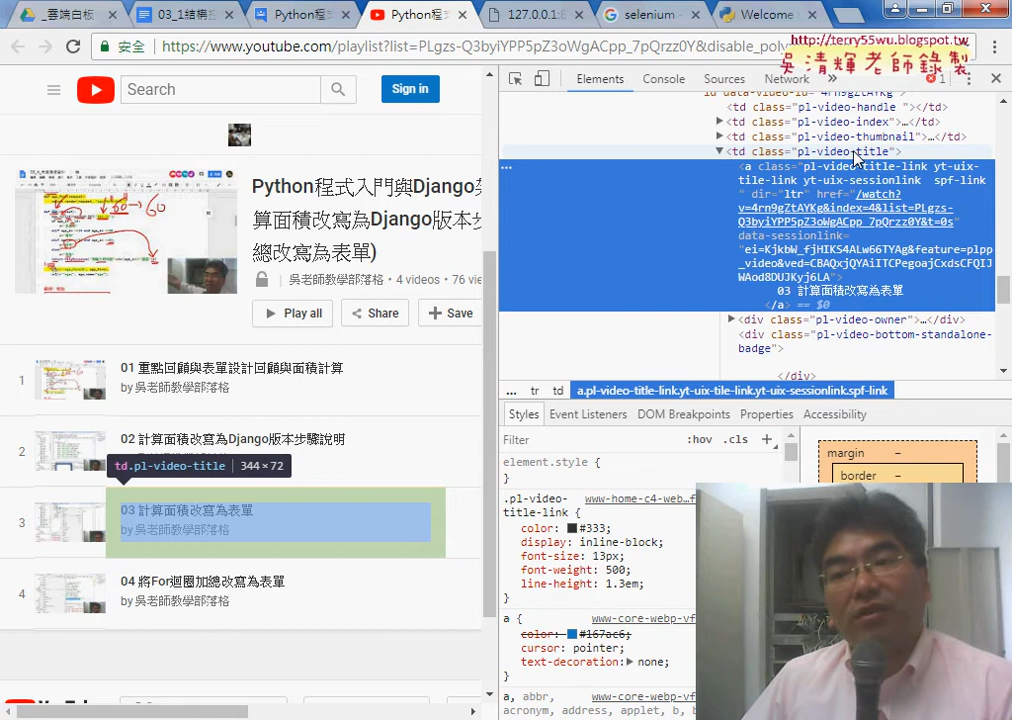 _雲端白板
03_1結構
Python程式
Python程式
127.0.0.1:8
selenium -
Welcome
安全
https://www.youtube.com/playlist?list=PLgzs-Q3byiYPP5pZ3oWgACpp_7pQrzz0Y&disable_pol
http://terry55wu.blogspot.tw
吳清輝老師錄製
Search
Sign in
Python程式入門與Django
算面積改寫為Django版本步
總改寫為表單)
吳老師教學部落格 • 4 videos • 76 vie
Play all
Share
Save
1
01 重點回顧與表單設計回顧與面積計算
by 吳老師教學部落格
2
02 計算面積改寫為Django版本步驟說明
td.pl-video-title | 344×72
3
03 計算面積改寫為表單
by 吳老師教學部落格
4
04 將For迴圈加總改寫為表單
by 吳老師教學部落格
Elements
Console
Sources
Network
»
1
<td class="pl-video-handle "></td>
<td class="pl-video-index">…</td>
<td class="pl-video-thumbnail">…</td>
<td class="pl-video-title">
<a class="pl-video-title-link yt-uix-
tile-link yt-uix-sessionlink spf-link
" dir="ltr" href="/watch?
v=4rn9gZtAYKg&index=4&list=PLgzs-
Q3byiYPP5pZ3oWgACpp_7pQrzz0Y&t=0s"
data-sessionlink=
"ei=KjkbW_fjHIKS4ALw66TYAg&feature=plpp
_video&ved=CBAQxjQYAiITCPegoajCxdsCFQIJ
WAod8DUJKyj6LA">
03 計算面積改寫為表單
</a> == $0
<div class="pl-video-owner">…</div>
<div class="pl-video-bottom-standalone-
badge">
</div>
...
tr
td
a.pl-video-title-link.yt-uix-tile-link.yt-uix-sessionlink.spf-link
Styles
Event Listeners
DOM Breakpoints
Properties
Accessibility
Filter
:hov
.cls
+
element.style {
}
.pl-video-
www-home-c4-web…
title-link {
color: #333;
display: inline-block;
font-size: 13px;
font-weight: 500;
line-height: 1.3em;
}
a {
www-core-webp-vf
color: #167ac6;
cursor: pointer;
text-decoration: none;
}
a, abbr,
www-core-webp-vf
acronym, address, applet, b,
margin
–
border
–